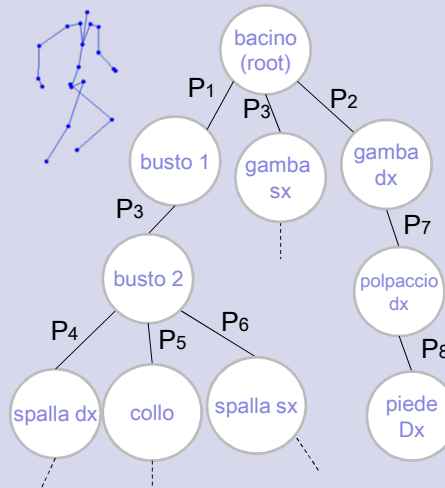 bacino
(root)
P1
P3
P2
busto 1
gamba
sx
gamba
dx
P3
P7
busto 2
polpaccio
dx
P4
P5
P6
P8
spalla dx
collo
spalla sx
piede
Dx